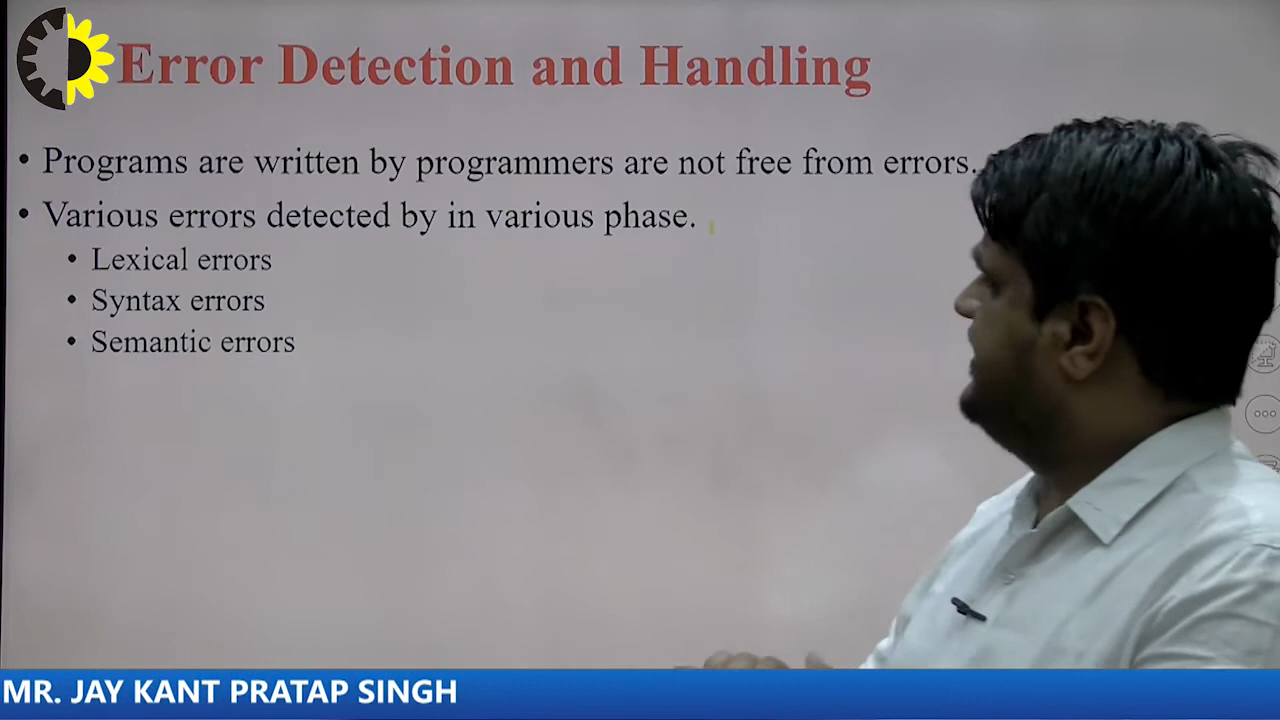 Error Detection and Handling
• Programs are written by programmers are not free from errors.
• Various errors detected by in various phase.
• Lexical errors
• Syntax errors
• Semantic errors
MR. JAY KANT PRATAP SINGH